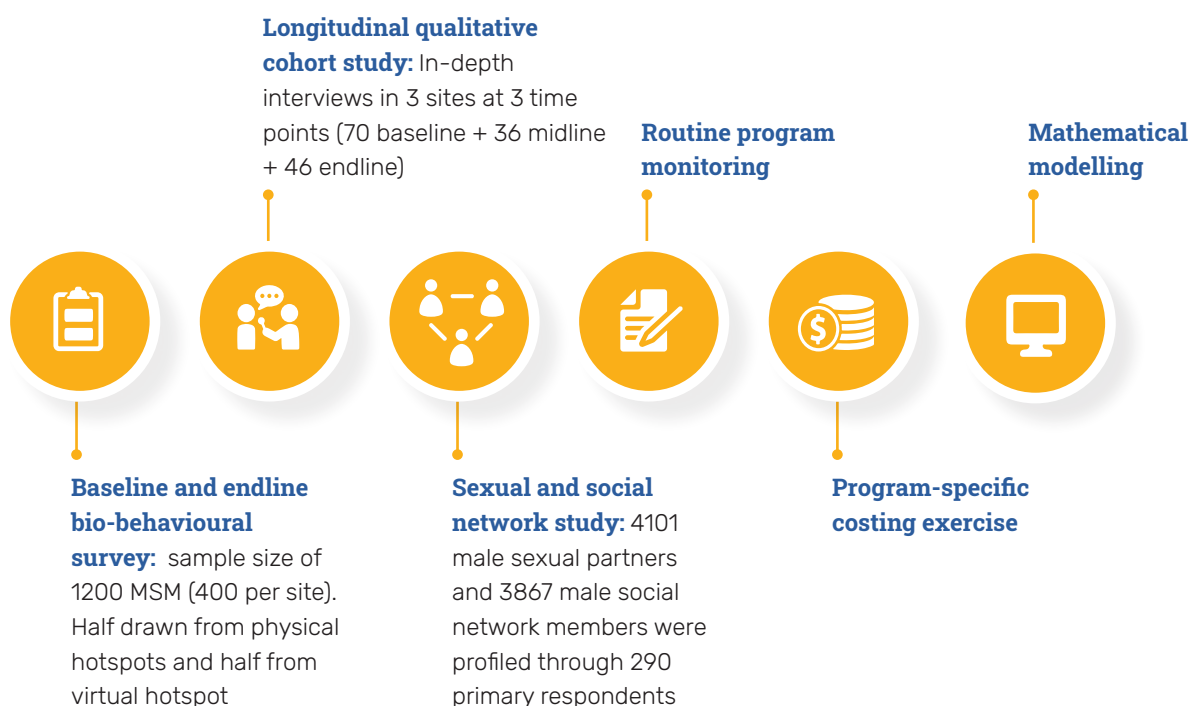 Longitudinal qualitative
cohort study: In-depth
interviews in 3 sites at 3 time
points (70 baseline + 36 midline
+ 46 endline)
Routine program
monitoring
Mathematical
modelling
$
Baseline and endline
bio-behavioural
survey: sample size of
1200 MSM (400 per site).
Half drawn from physical
hotspots and half from
virtual hotspot
Sexual and social
network study: 4101
male sexual partners
and 3867 male social
network members were
profiled through 290
primary respondents
Program-specific
costing exercise